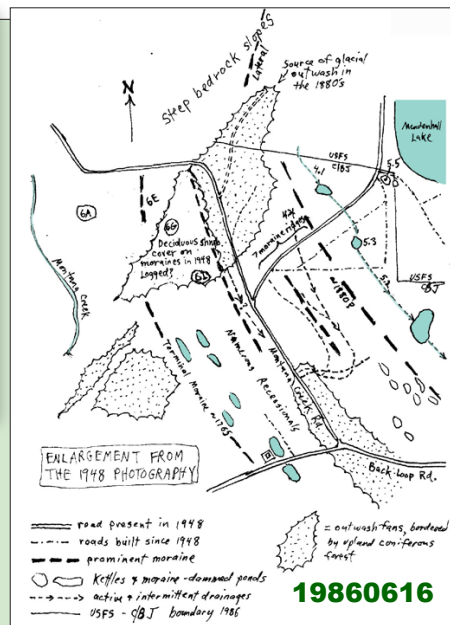 Steep bedrock slopes
Lateral
Source of glacial
outwash in
the 1880's
N
Mendenhall
Lake
USFS
CBJ
4.1
5.5
6E
6A
6G
Deciduous shrub
cover on
moraines in 1948
Logged?
7 moraine ridges
5.3
5.2
USFS
CBJ
~1880?
Montana Creek
Terminal Moraine ~1765
Numerous Recessionals
Montana Creek Rd.
Back Loop Rd.
ENLARGEMENT FROM
THE 1948 PHOTOGRAPHY
road present in 1948
roads built since 1948
prominent moraine
Kettles & moraine-dammed ponds
active & intermittent drainages
USFS - CBJ boundary 1986
= outwash fans, bordered
by upland coniferous
forest
19860616